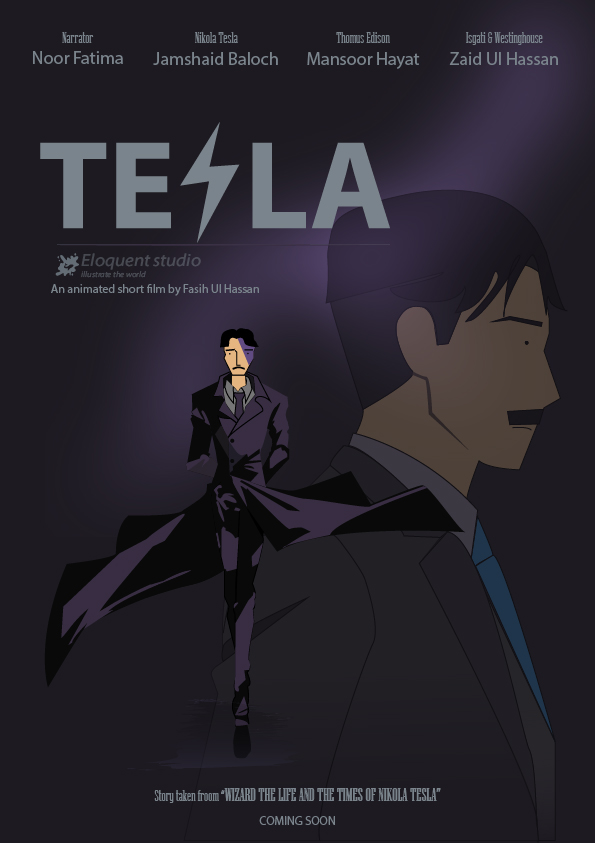 Narrator Nikola Tesla Thomus Edison Isgati & Westinghouse
Noor Fatima Jamshaid Baloch Mansoor Hayat Zaid Ul Hassan
TESLA
Eloquent studio
illustrate the world
An animated short film by Fasih Ul Hassan
Story taken froom “WIZARD THE LIFE AND THE TIMES OF NIKOLA TESLA”
COMING SOON